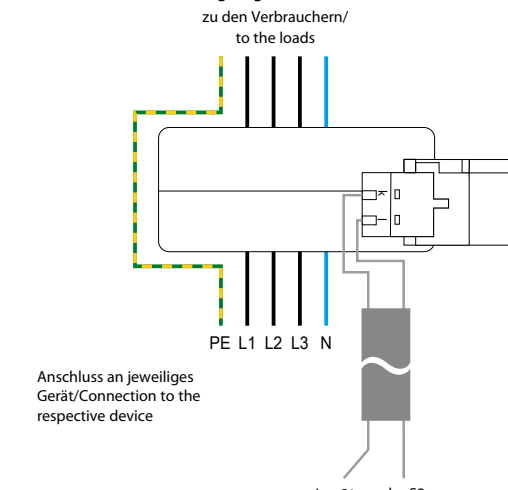 zu den Verbrauchern/
to the loads
k
l
PE L1 L2 L3 N
Anschluss an jeweiliges
Gerät/Connection to the
respective device